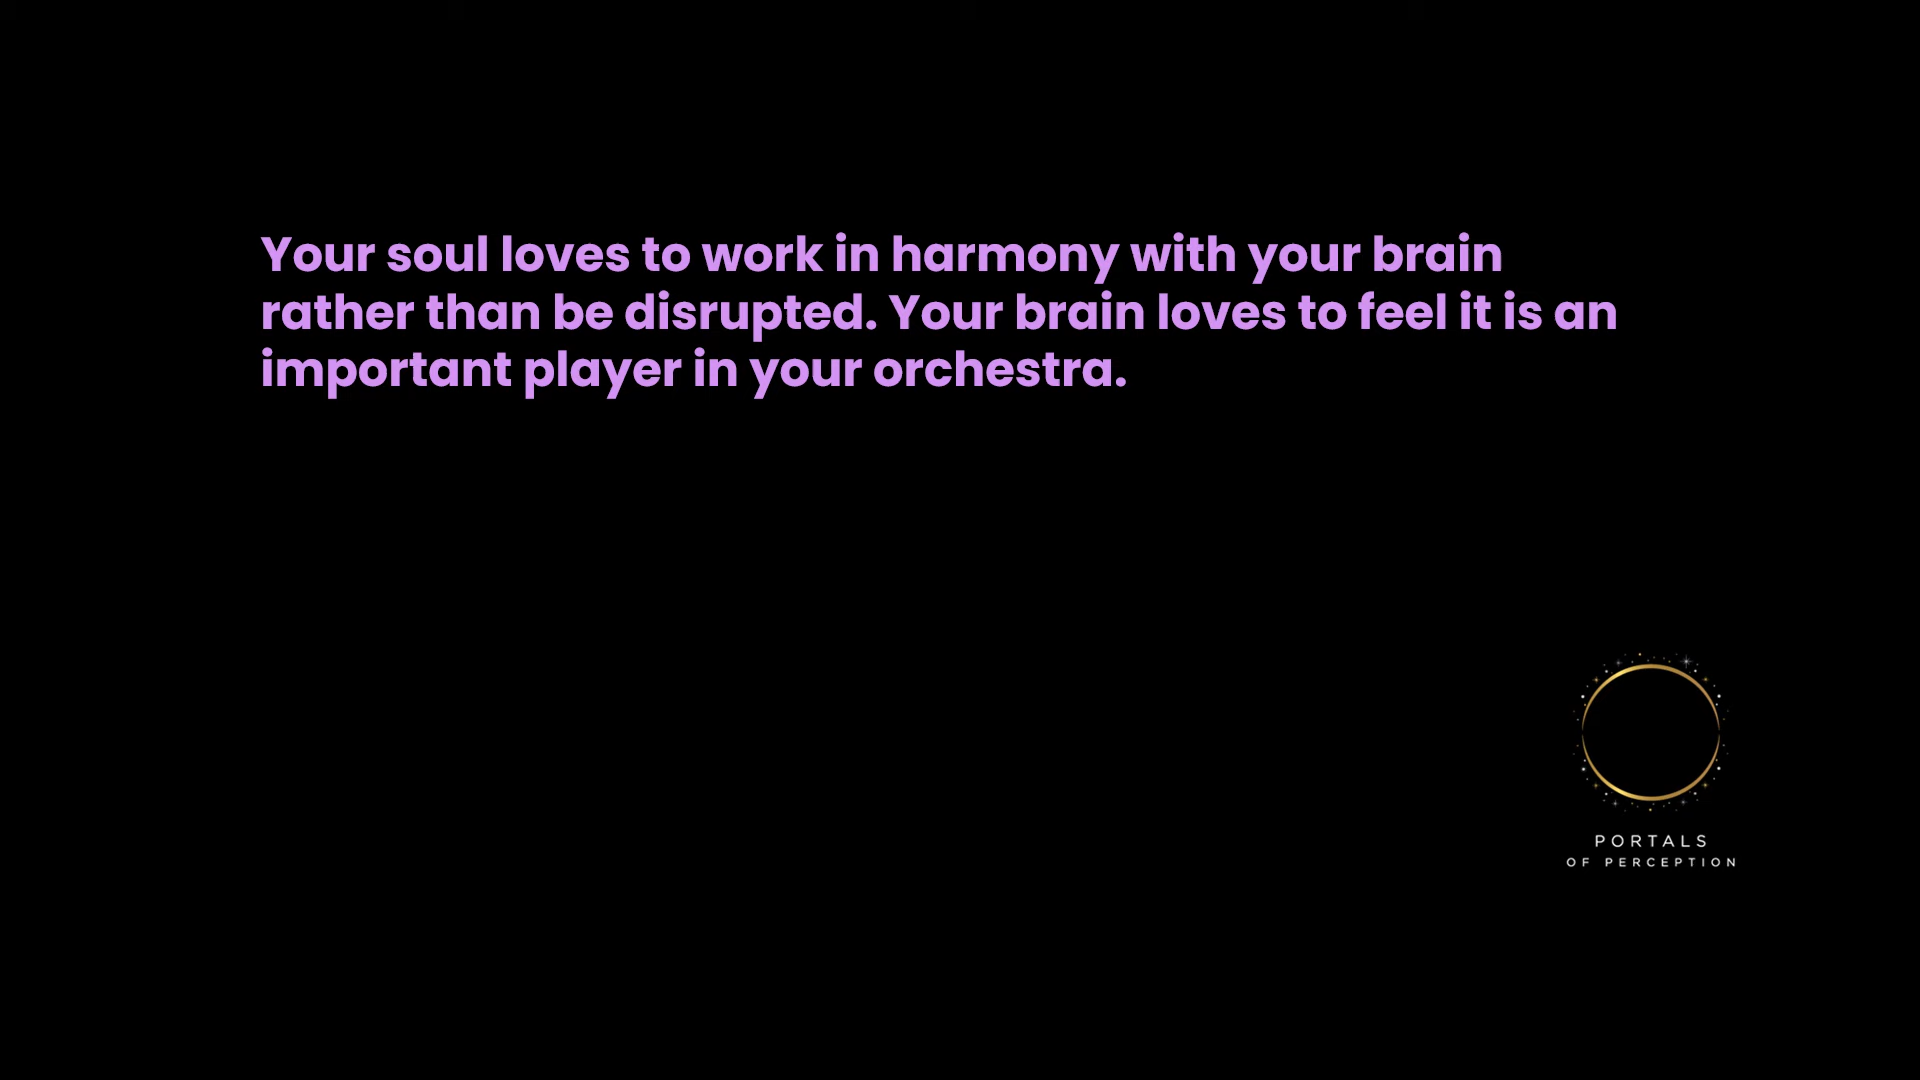 Your soul loves to work in harmony with your brain
rather than be disrupted. Your brain loves to feel it is an
important player in your orchestra.
PORTALS
OF PERCEPTION